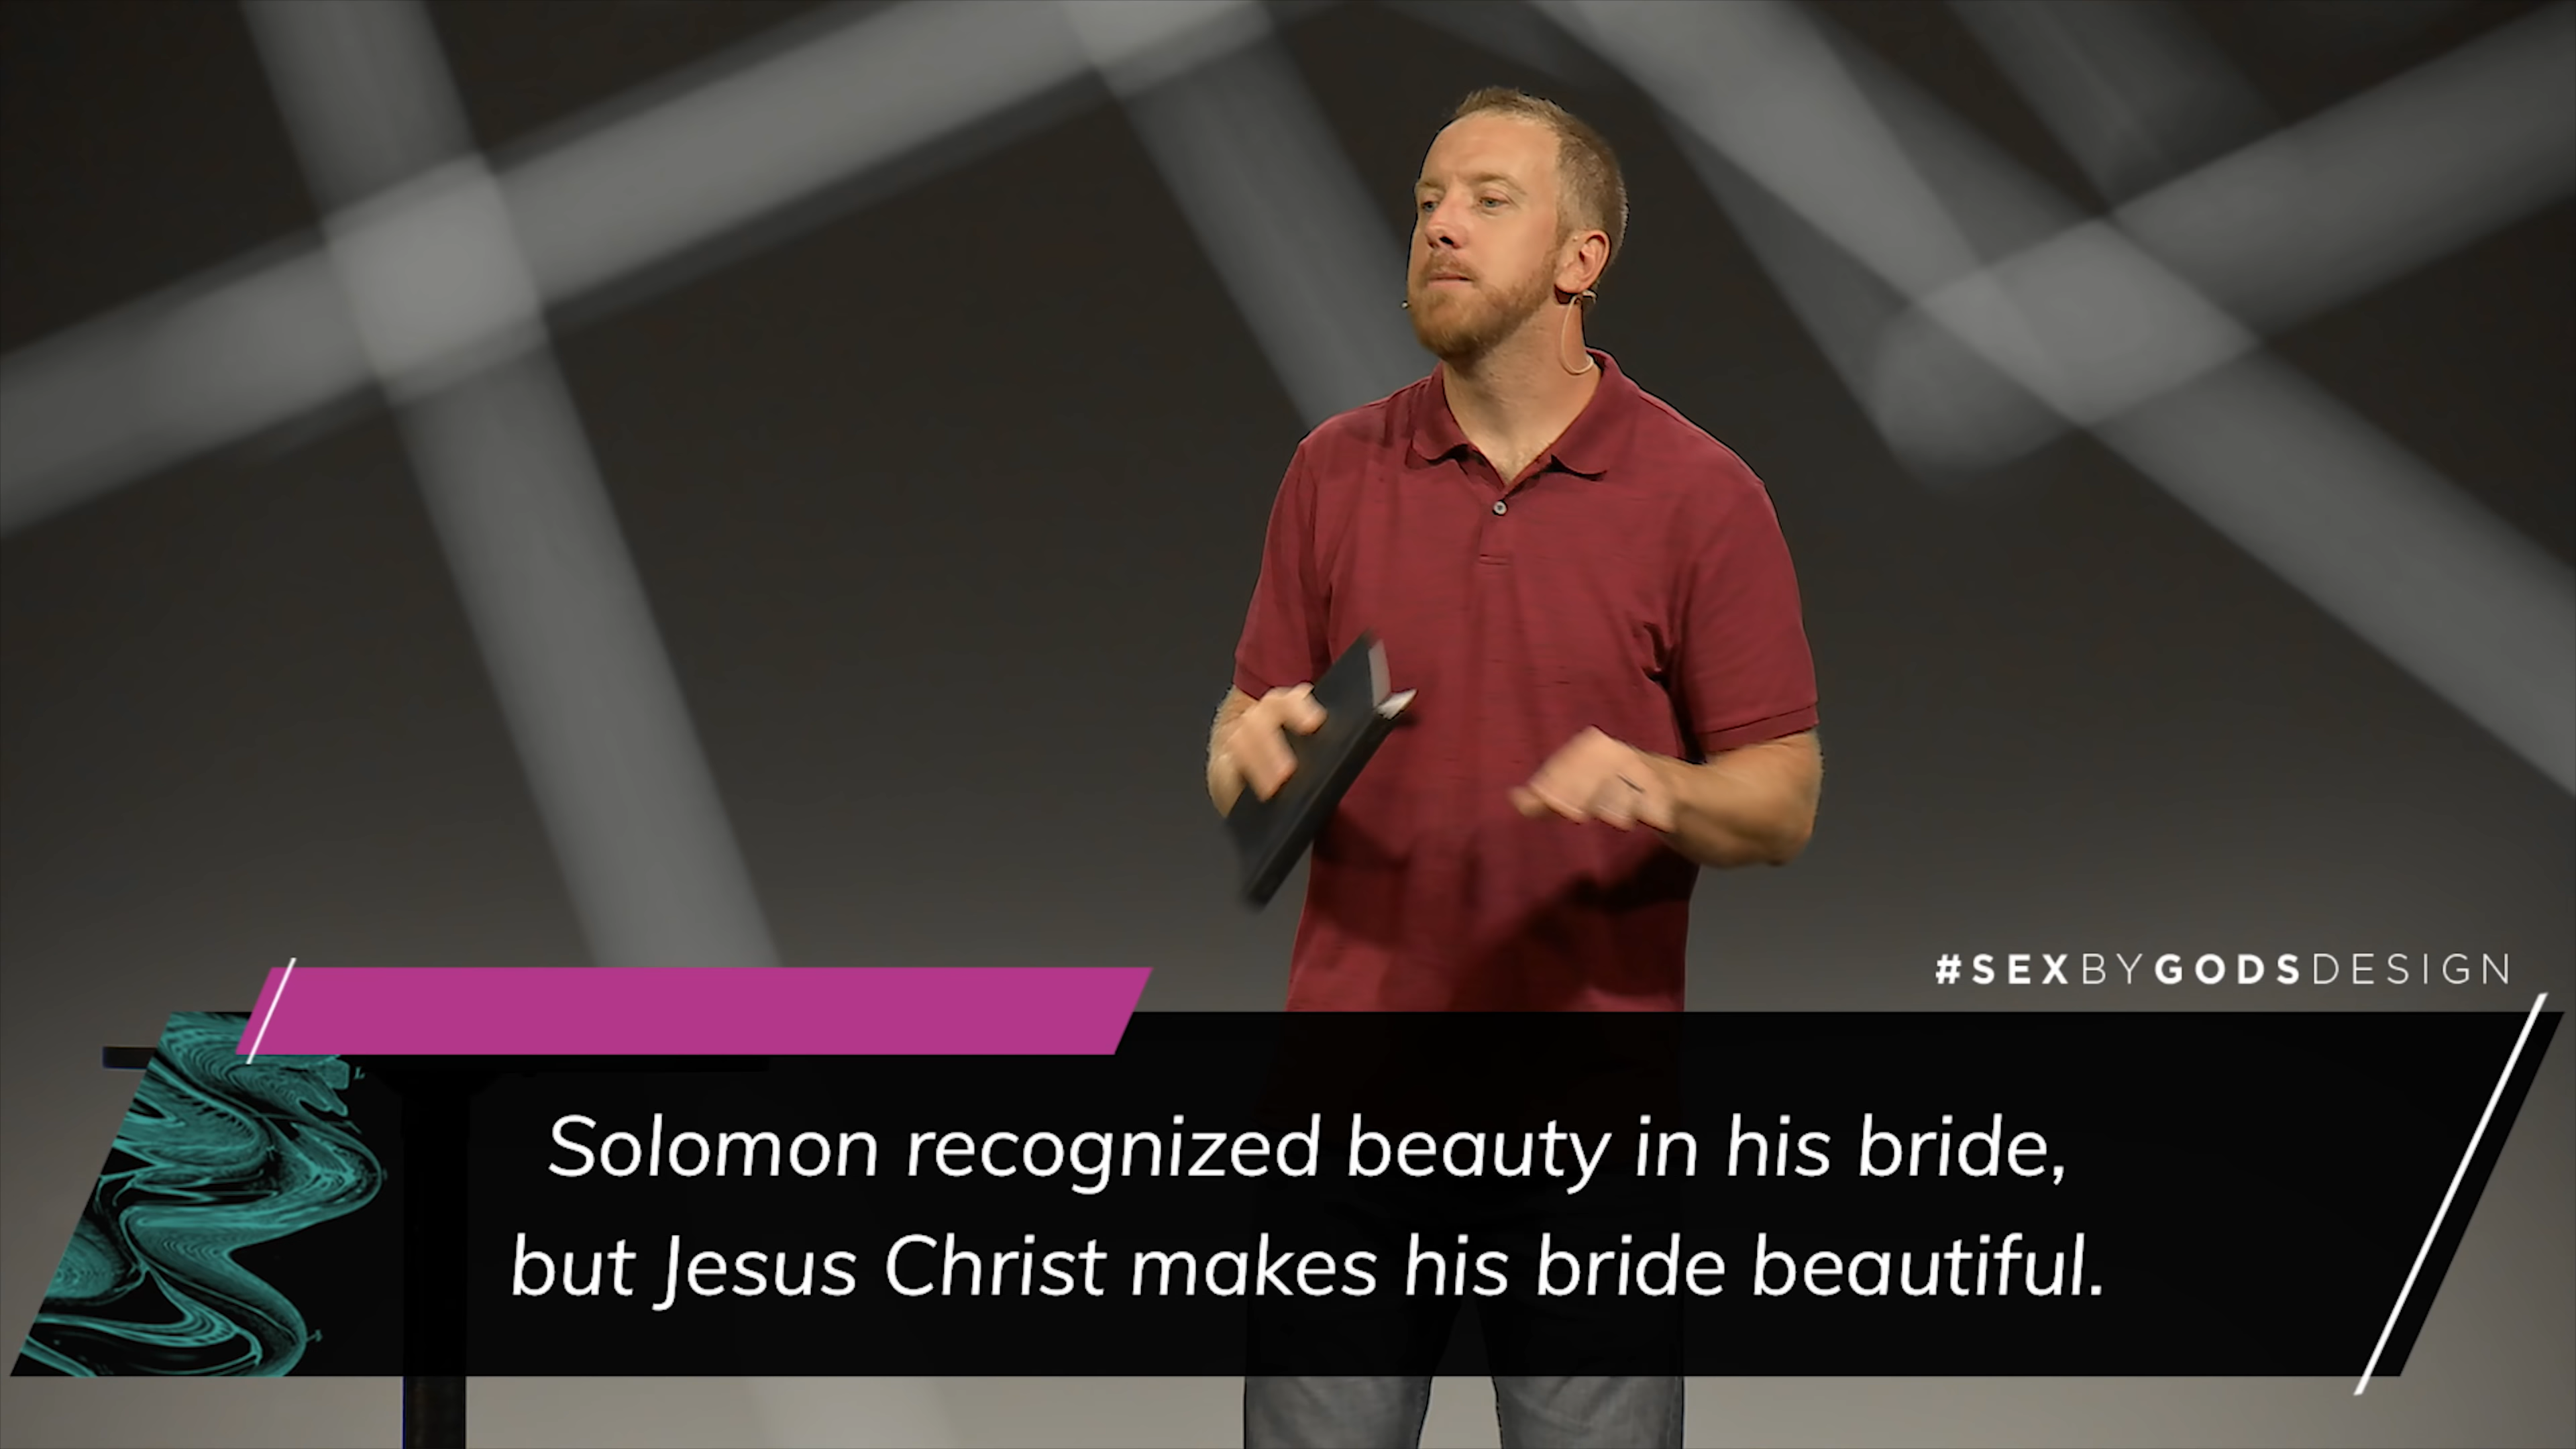 #SEXBYGODSDESIGN
Solomon recognized beauty in his bride,
but Jesus Christ makes his bride beautiful.